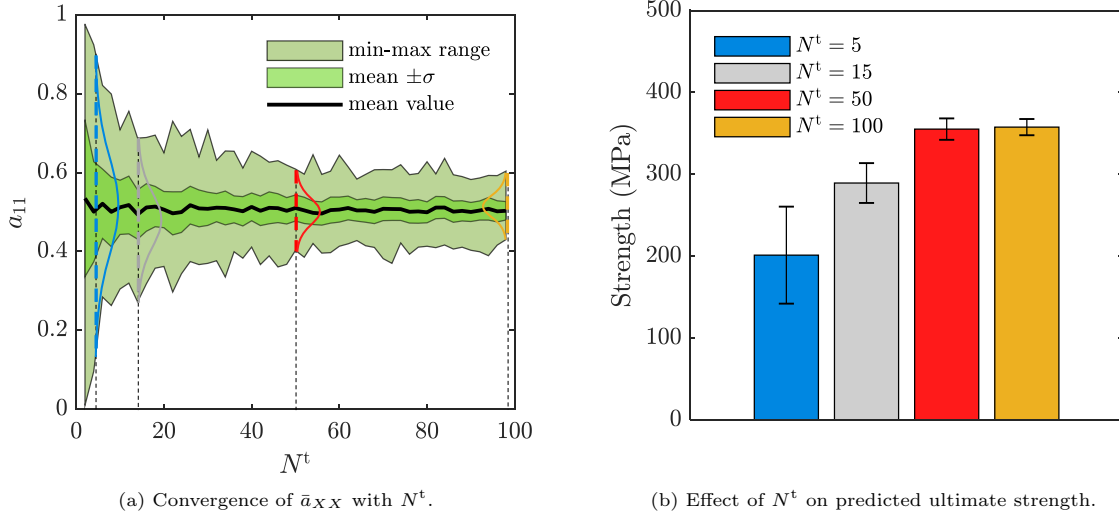 1
0.8
0.6
0.4
0.2
0
a₁₁
0 20 40 60 80 100
Nᵗ
min-max range
mean ±σ
mean value
(a) Convergence of āXX with Nᵗ.
500
400
300
200
100
0
Strength (MPa)
Nᵗ = 5
Nᵗ = 15
Nᵗ = 50
Nᵗ = 100
(b) Effect of Nᵗ on predicted ultimate strength.